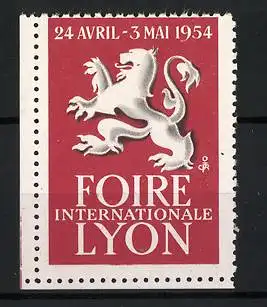 24 AVRIL - 3 MAI 1954
FOIRE
INTERNATIONALE
LYON